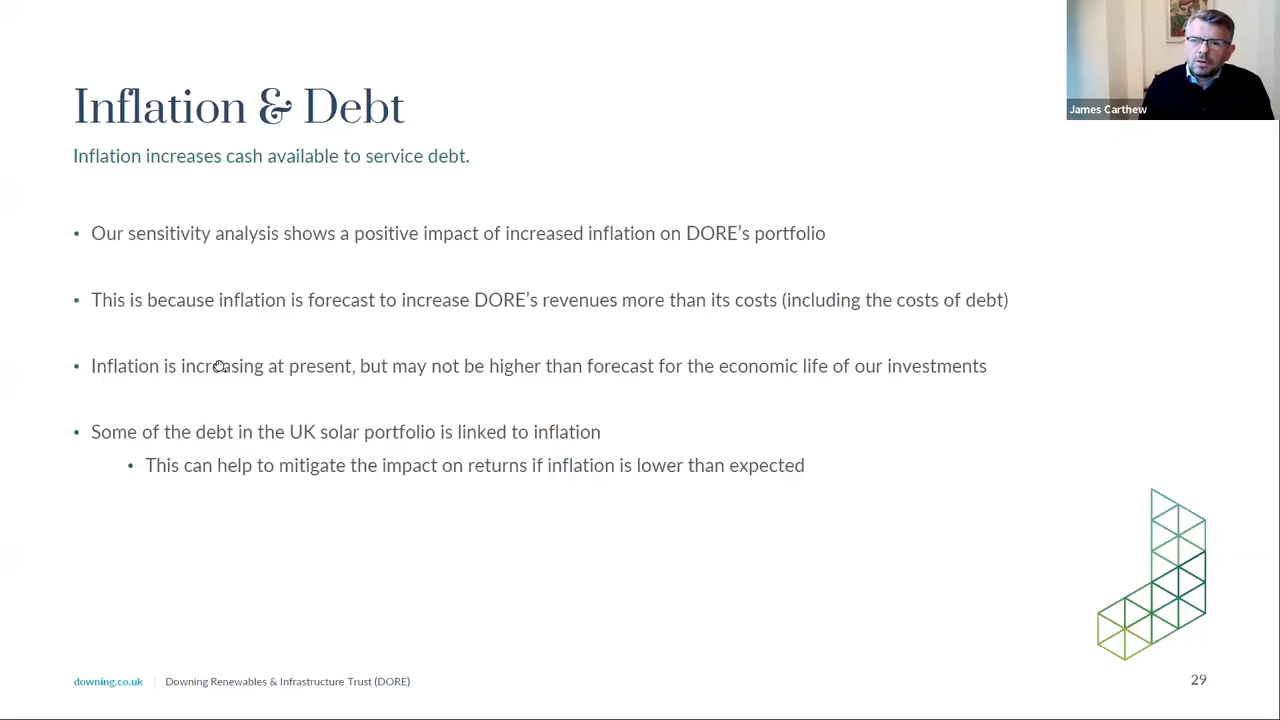 James Carthew
Inflation & Debt
Inflation increases cash available to service debt.
• Our sensitivity analysis shows a positive impact of increased inflation on DORE's portfolio
• This is because inflation is forecast to increase DORE's revenues more than its costs (including the costs of debt)
• Inflation is increasing at present, but may not be higher than forecast for the economic life of our investments
• Some of the debt in the UK solar portfolio is linked to inflation
• This can help to mitigate the impact on returns if inflation is lower than expected
downing.co.uk | Downing Renewables & Infrastructure Trust (DORE)
29